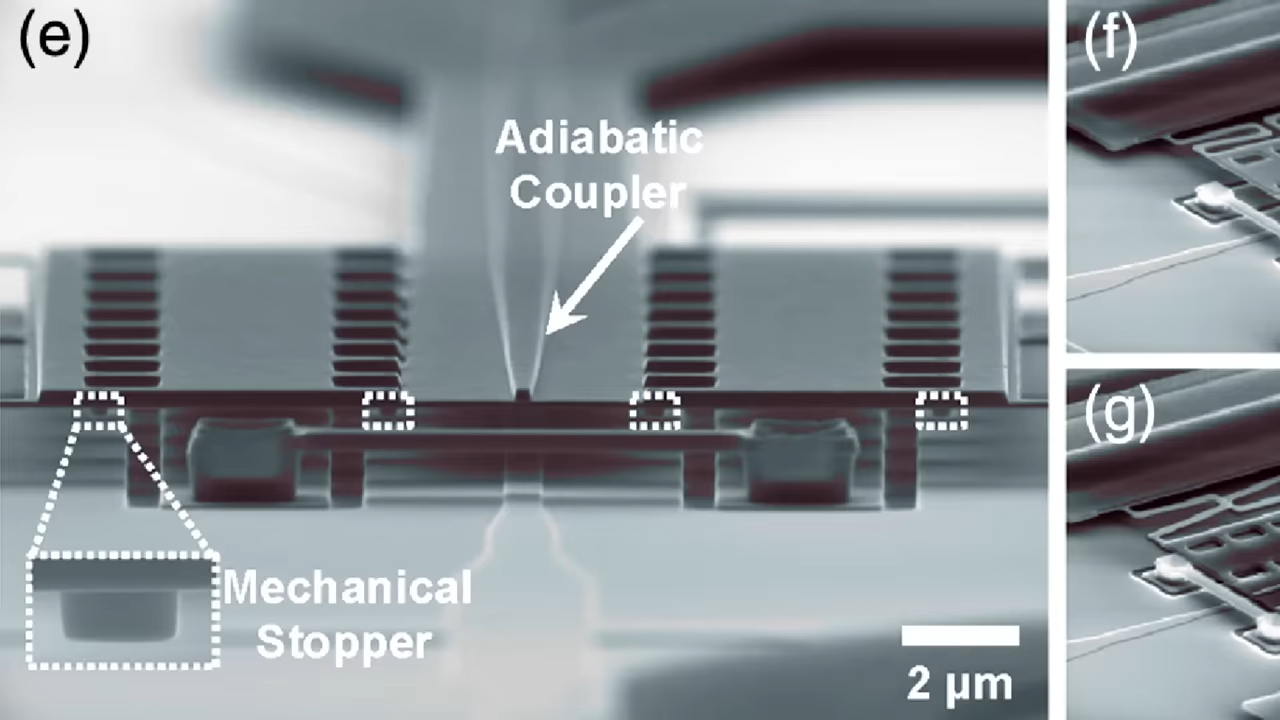 (e)
Adiabatic
Coupler
Mechanical
Stopper
2 μm
(f)
(g)